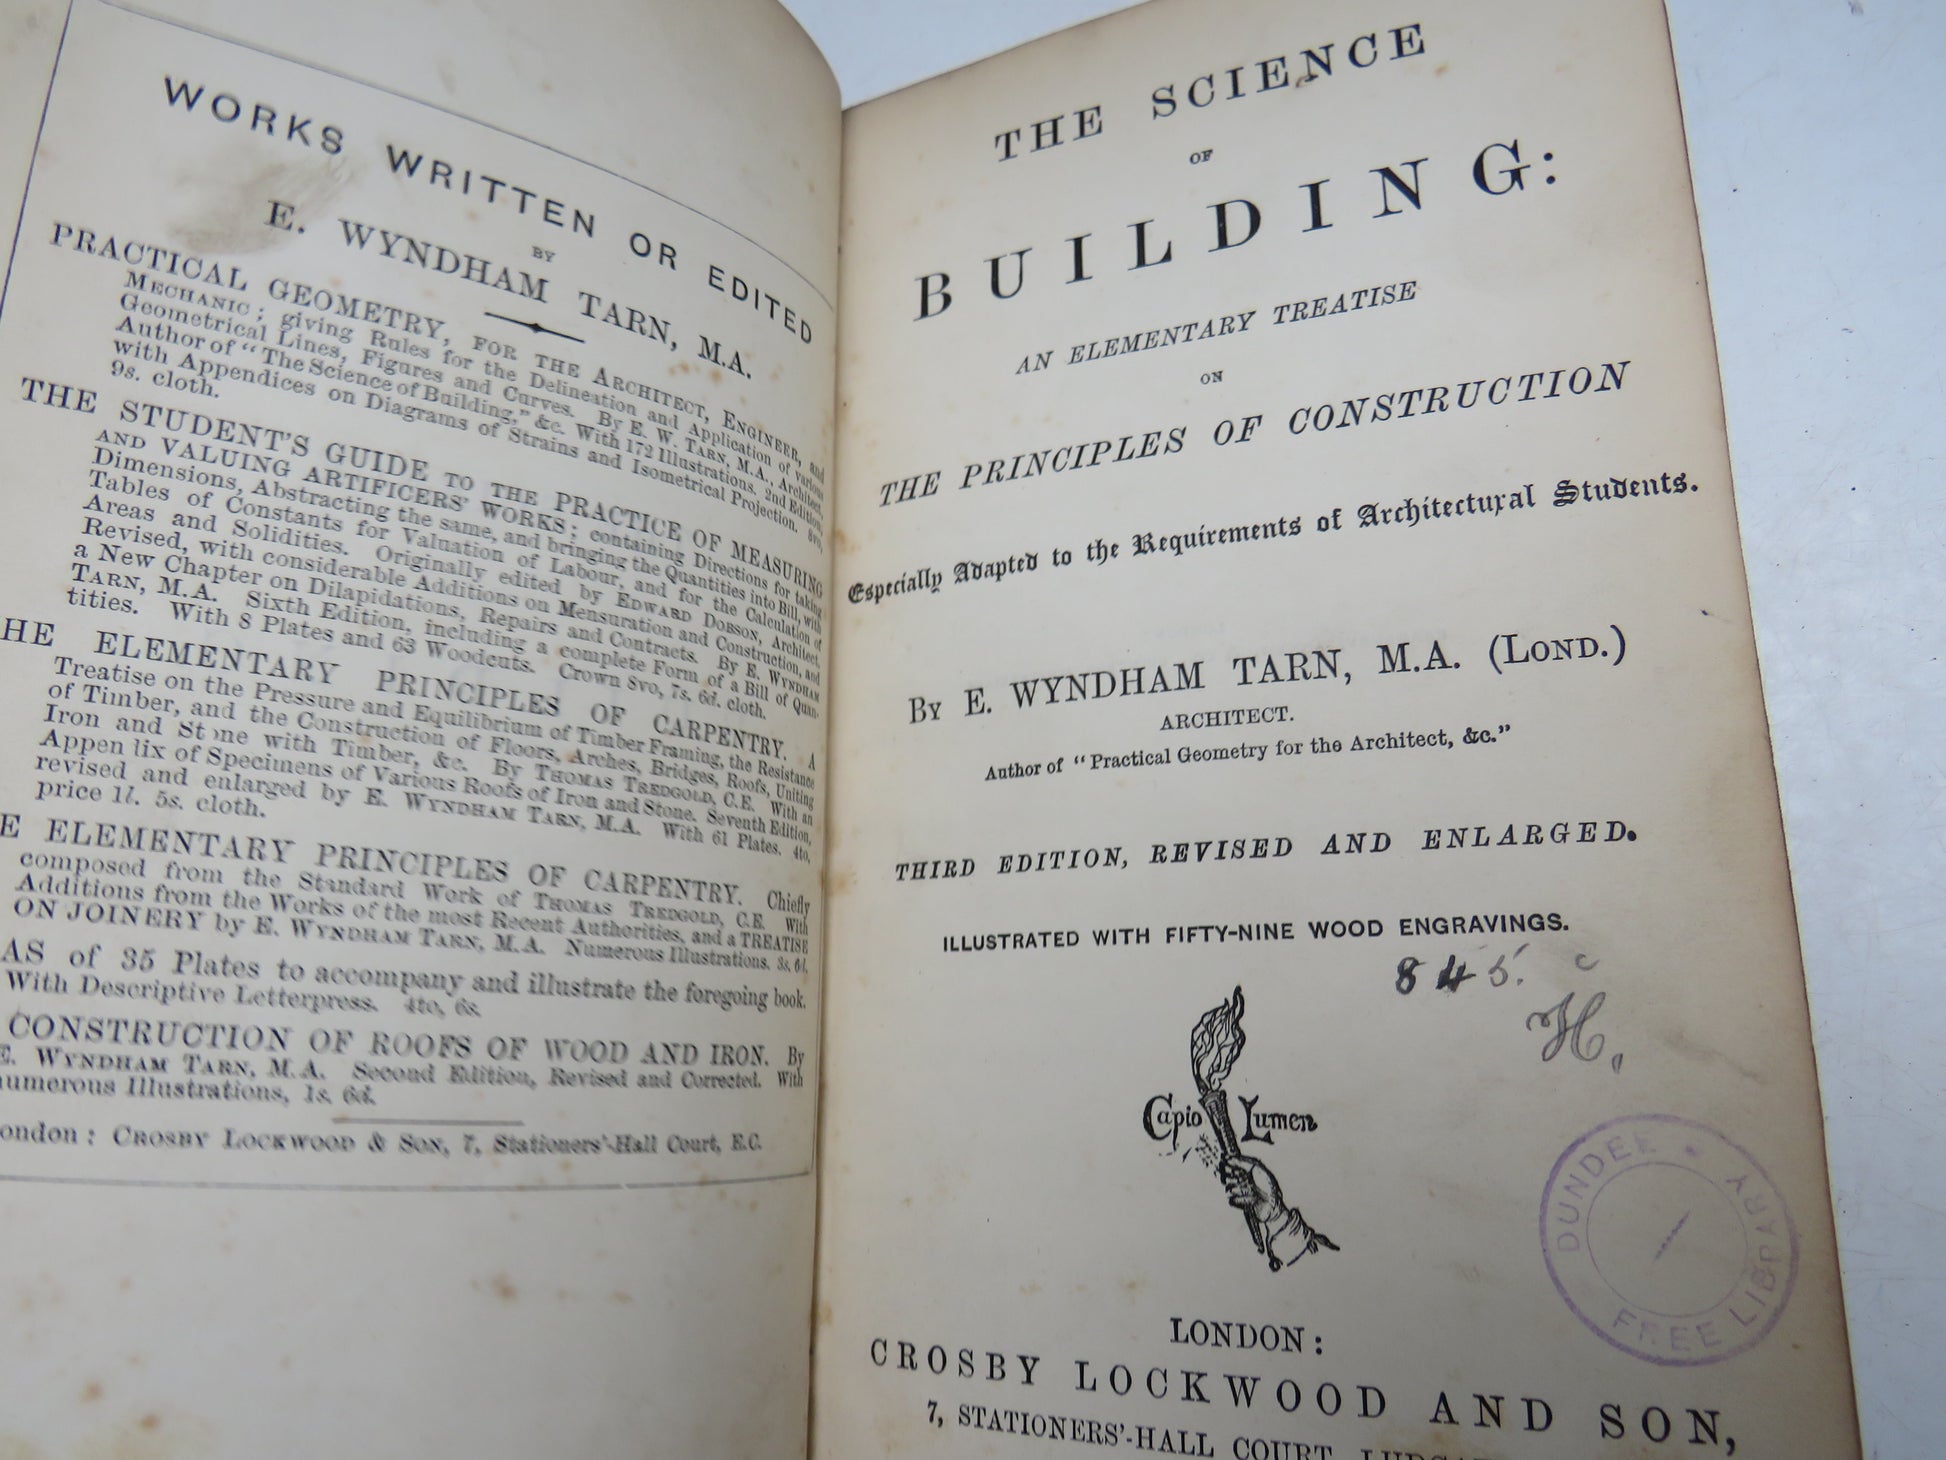 WORKS WRITTEN OR EDITED
BY
E. WYNDHAM TARN, M.A.
PRACTICAL GEOMETRY, FOR THE ARCHITECT, ENGINEER, and
MECHANIC; giving Rules for the Delineation and Application of various
Geometrical Lines, Figures and Curves. By E. W. TARN, M.A., Architect,
Author of "The Science of Building," &c. With 172 Illustrations. 2nd Edition,
with Appendices on Diagrams of Strains and Isometrical Projection. 8vo,
9s. cloth.
THE STUDENT'S GUIDE TO THE PRACTICE OF MEASURING
AND VALUING ARTIFICERS' WORKS; containing Directions for taking
Dimensions, Abstracting the same, and bringing the Quantities into Bill, with
Tables of Constants for Valuation of Labour, and for the Calculation of
Areas and Solidities. Originally edited by EDWARD DOBSON, Architect.
Revised, with considerable Additions on Mensuration and Construction, and
a New Chapter on Dilapidations, Repairs and Contracts. By E. WYNDHAM
TARN, M.A. Sixth Edition, including a complete Form of a Bill of Quan-
tities. With 8 Plates and 63 Woodcuts. Crown 8vo, 7s. 6d. cloth.
HE ELEMENTARY PRINCIPLES OF CARPENTRY. A
Treatise on the Pressure and Equilibrium of Timber Framing, the Resistance
of Timber, and the Construction of Floors, Arches, Bridges, Roofs, Uniting
Iron and Stone with Timber, &c. By THOMAS TREDGOLD, C.E. With an
Appen lix of Specimens of Various Roofs of Iron and Stone. Seventh Edition,
revised and enlarged by E. WYNDHAM TARN, M.A. With 61 Plates. 4to,
price 1l. 5s. cloth.
E ELEMENTARY PRINCIPLES OF CARPENTRY. Chiefly
composed from the Standard Work of THOMAS TREDGOLD, C.E. With
Additions from the Works of the most Recent Authorities, and a TREATISE
ON JOINERY by E. WYNDHAM TARN, M.A. Numerous Illustrations. 3s. 6d.
AS of 35 Plates to accompany and illustrate the foregoing book.
With Descriptive Letterpress. 4to, 6s.
CONSTRUCTION OF ROOFS OF WOOD AND IRON. By
E. WYNDHAM TARN, M.A. Second Edition, Revised and Corrected. With
numerous Illustrations, 1s. 6d.
ondon: CROSBY LOCKWOOD & SON, 7, Stationers'-Hall Court, E.C.
THE SCIENCE
OF
BUILDING:
AN ELEMENTARY TREATISE
ON
THE PRINCIPLES OF CONSTRUCTION
Especially Adapted to the Requirements of Architectural Students.
BY E. WYNDHAM TARN, M.A. (LOND.)
ARCHITECT.
Author of "Practical Geometry for the Architect, &c."
THIRD EDITION, REVISED AND ENLARGED.
ILLUSTRATED WITH FIFTY-NINE WOOD ENGRAVINGS.
845. c
H.
Capio Lumen
DUNDEE FREE LIBRARY
LONDON:
CROSBY LOCKWOOD AND SON,
7, STATIONERS'-HALL COURT,